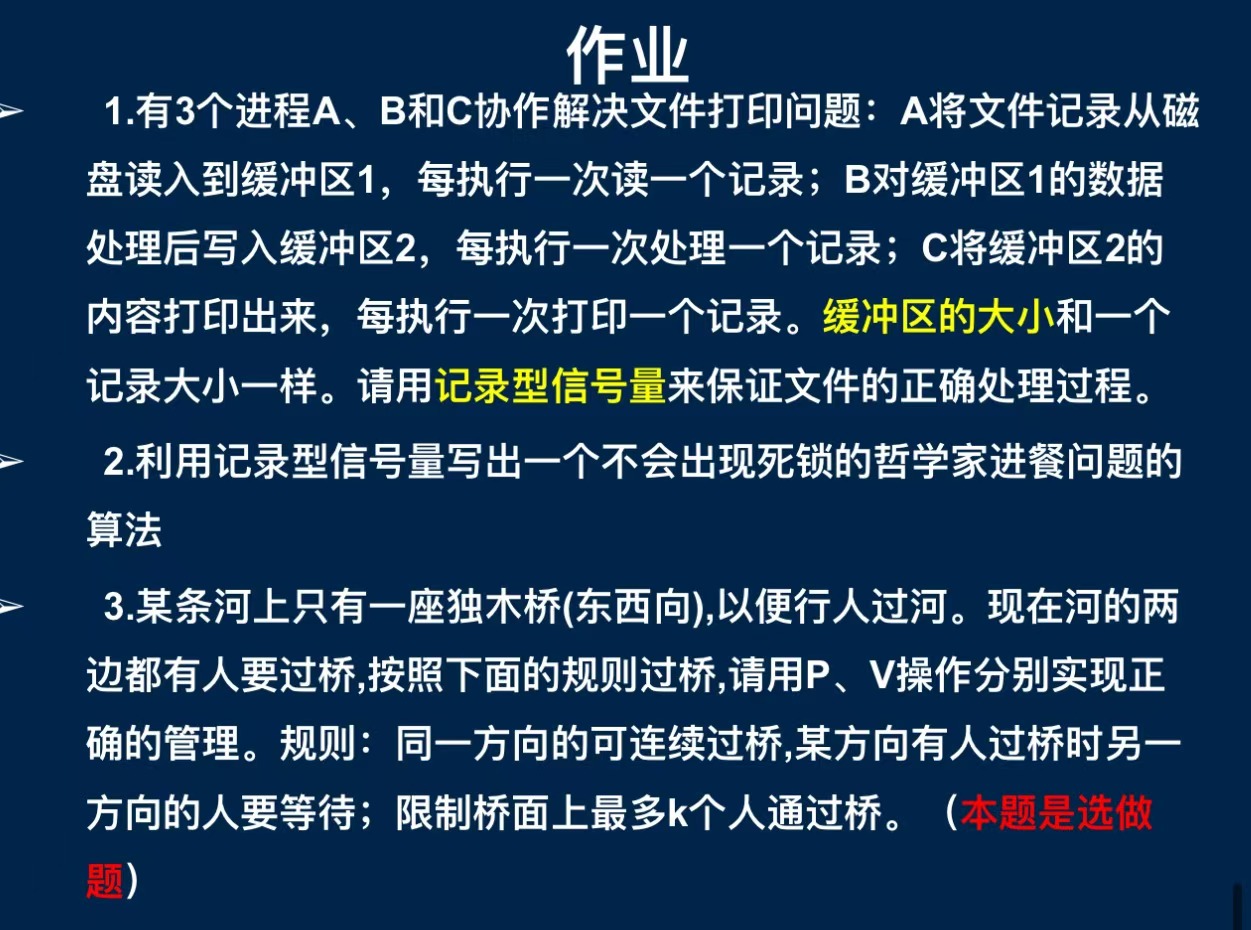 作业
1.有3个进程A、B和C协作解决文件打印问题：A将文件记录从磁
盘读入到缓冲区1，每执行一次读一个记录；B对缓冲区1的数据
处理后写入缓冲区2，每执行一次处理一个记录；C将缓冲区2的
内容打印出来，每执行一次打印一个记录。缓冲区的大小和一个
记录大小一样。请用记录型信号量来保证文件的正确处理过程。
2.利用记录型信号量写出一个不会出现死锁的哲学家进餐问题的
算法
3.某条河上只有一座独木桥(东西向),以便行人过河。现在河的两
边都有人要过桥,按照下面的规则过桥,请用P、V操作分别实现正
确的管理。规则：同一方向的可连续过桥,某方向有人过桥时另一
方向的人要等待；限制桥面上最多k个人通过桥。（本题是选做
题）